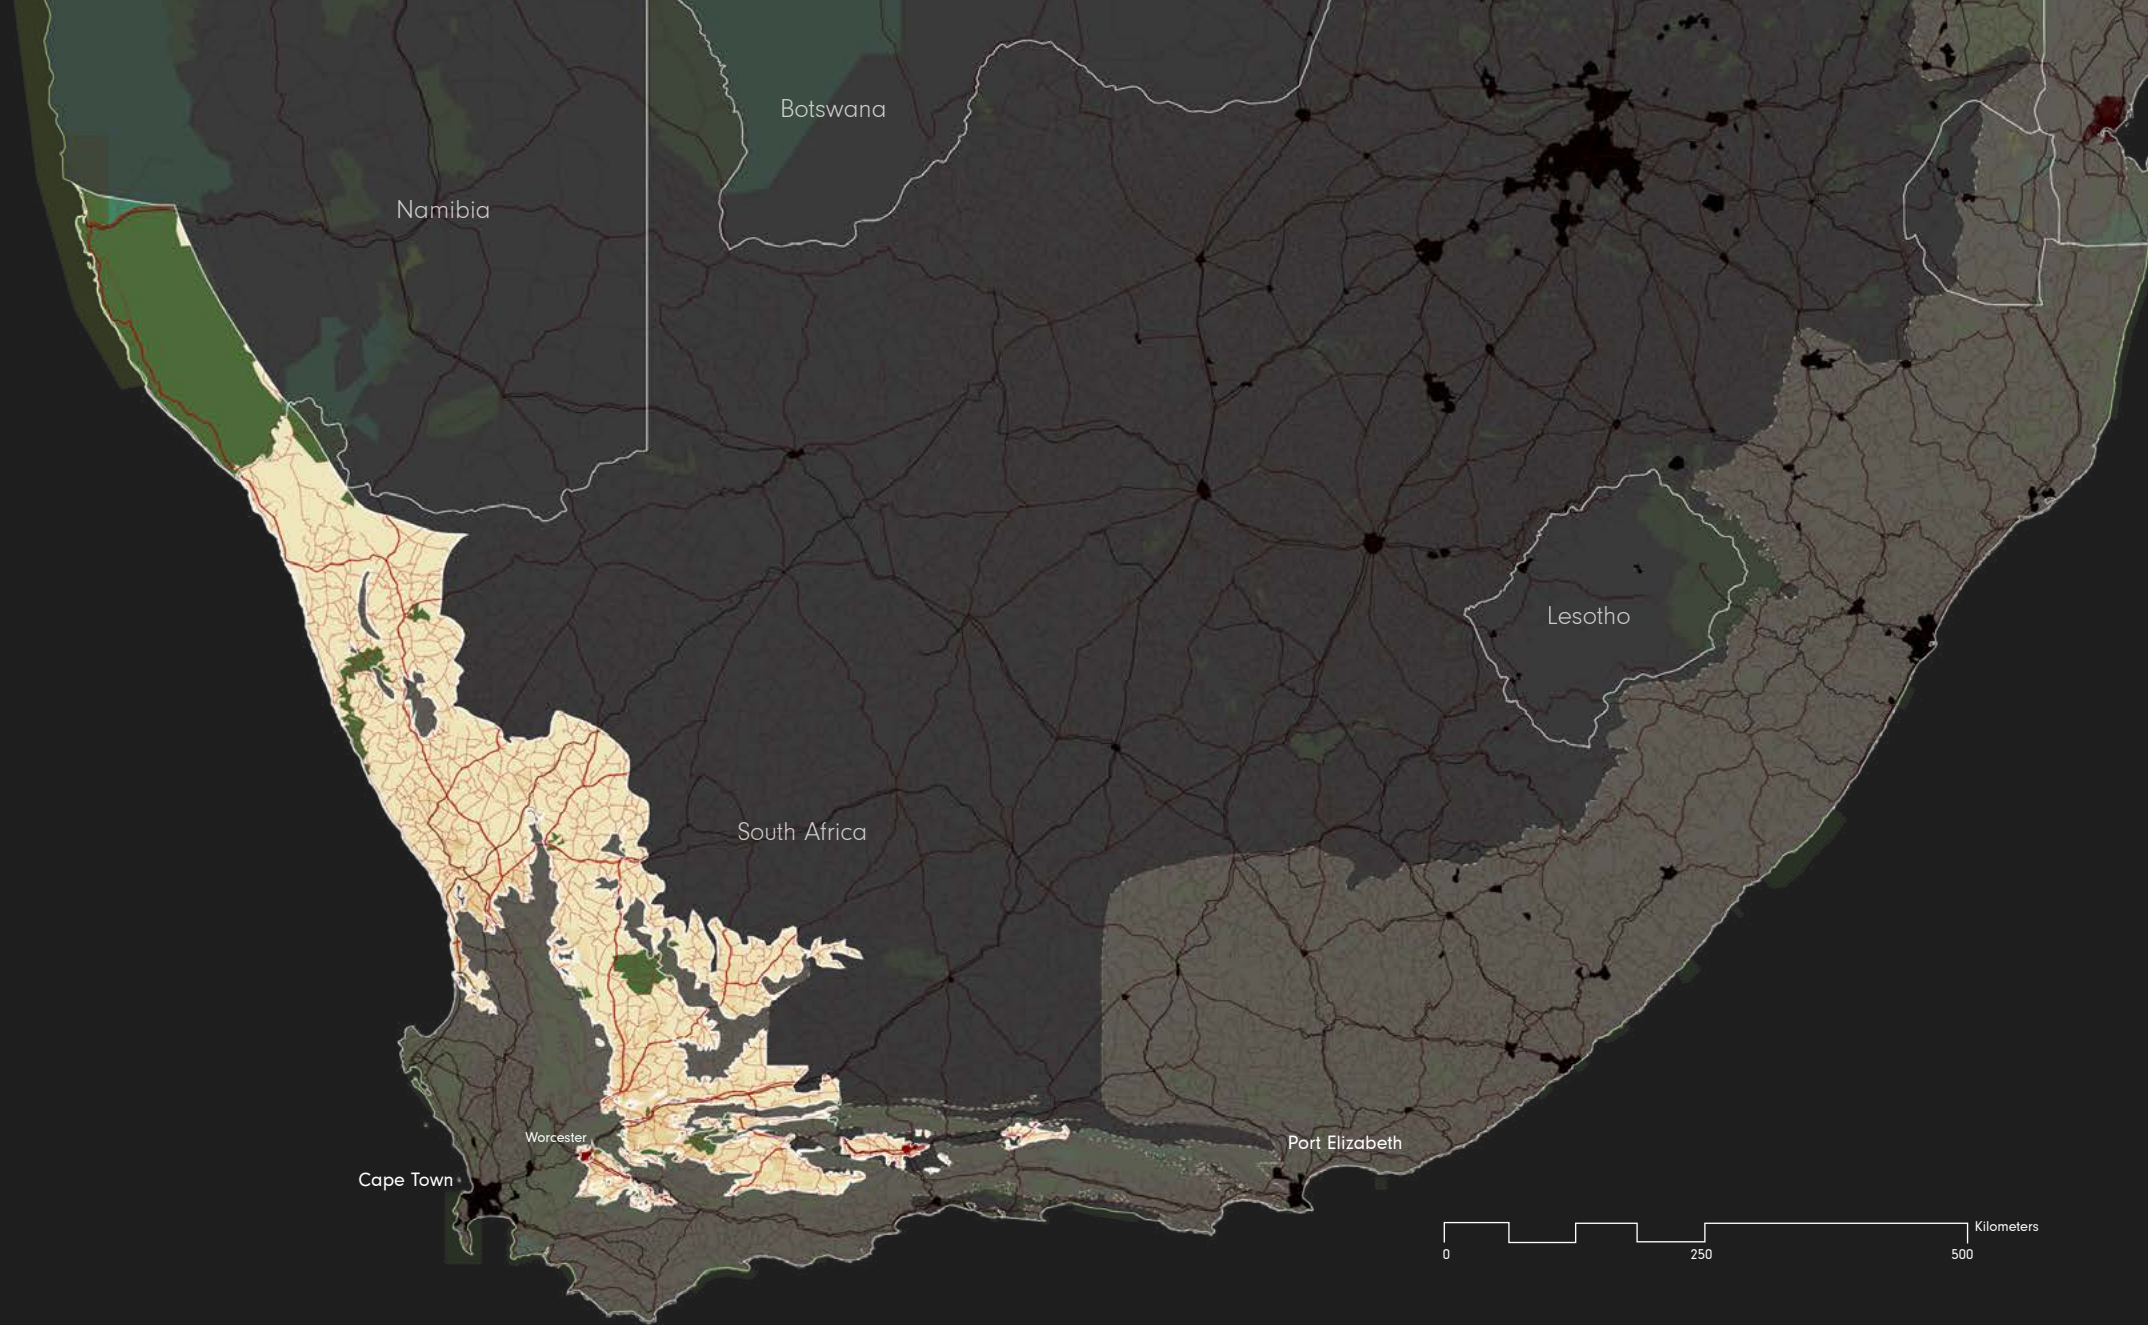 Botswana
Namibia
Lesotho
South Africa
Worcester
Port Elizabeth
Cape Town
Kilometers
0 250 500